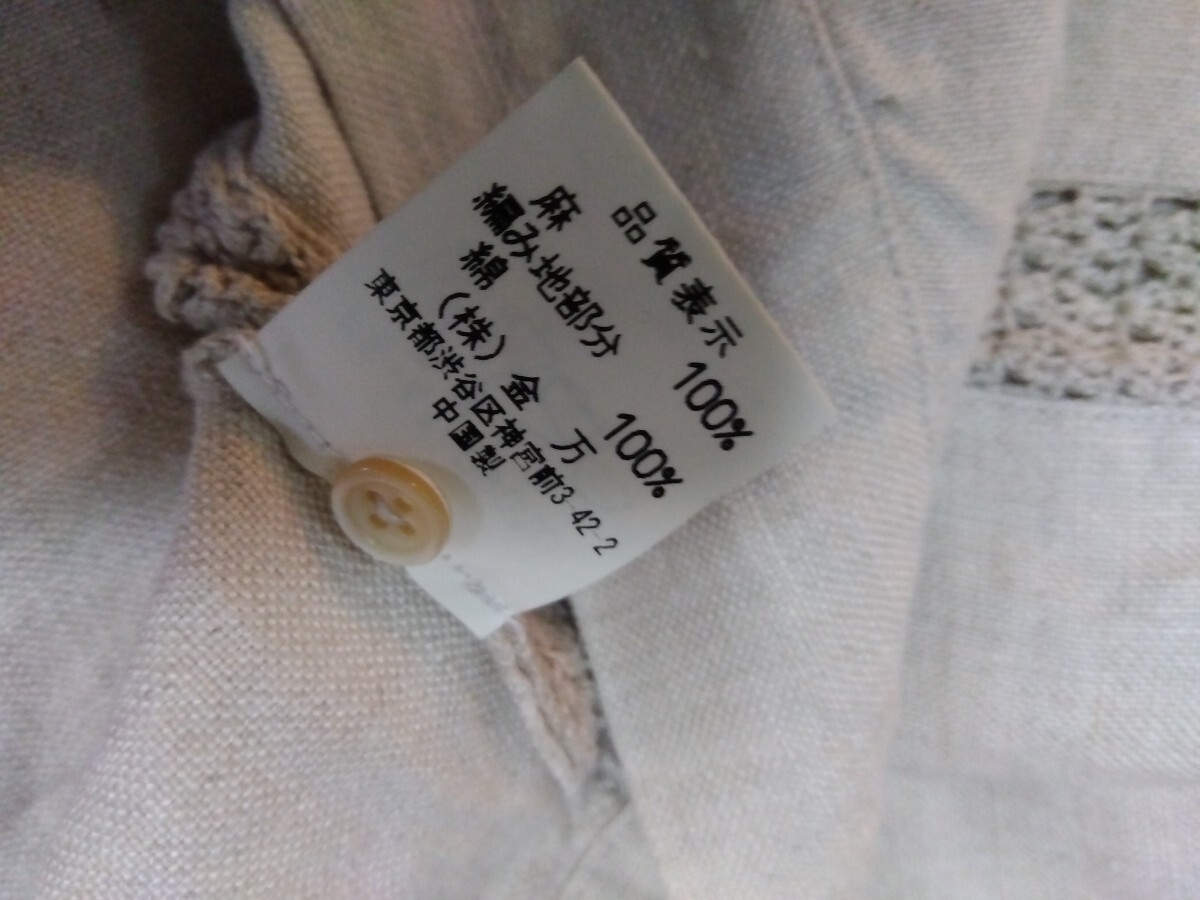 品質表示
麻 100%
編み地部分
綿 100%
(株)金 万
東京都渋谷区神宮前3-42-2
中国製